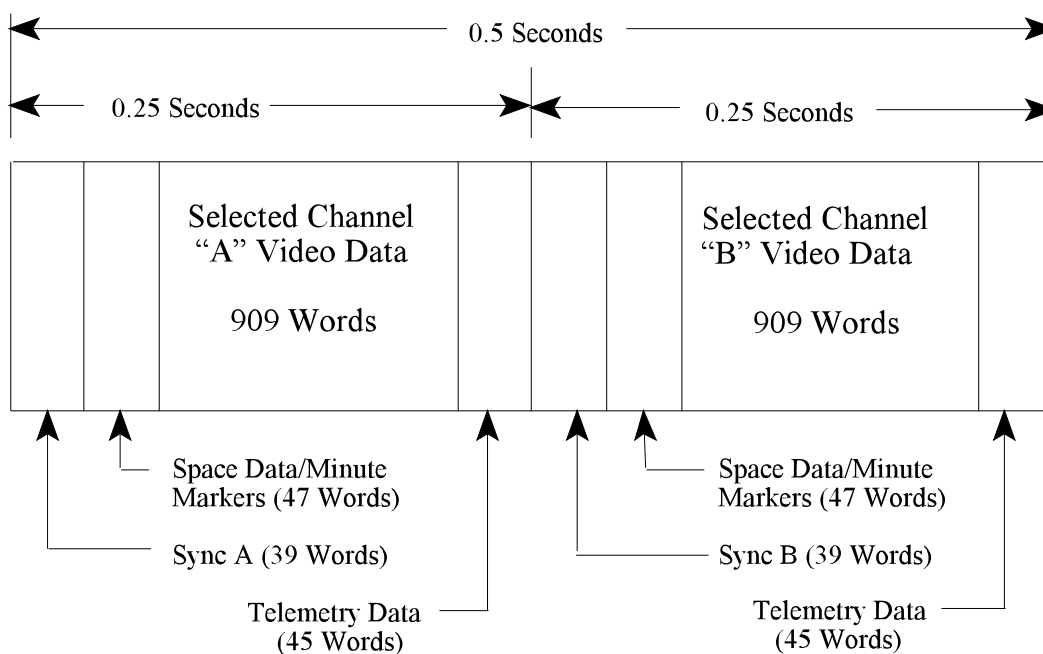 0.5 Seconds
0.25 Seconds
0.25 Seconds
Selected Channel
“A” Video Data
909 Words
Selected Channel
“B” Video Data
909 Words
Space Data/Minute
Markers (47 Words)
Sync A (39 Words)
Telemetry Data
(45 Words)
Space Data/Minute
Markers (47 Words)
Sync B (39 Words)
Telemetry Data
(45 Words)